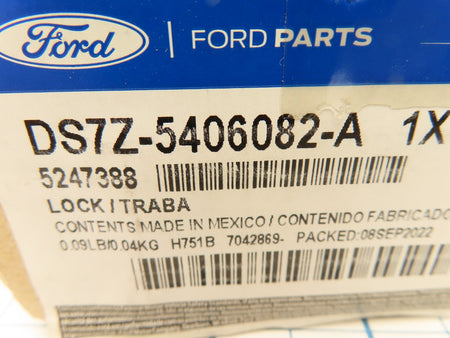 Ford | FORD PARTS
DS7Z-5406082-A 1X
5247388
LOCK / TRABA
CONTENTS MADE IN MEXICO / CONTENIDO FABRICADO
0.09LB/0.04KG H751B 7042869- PACKED:08SEP2022